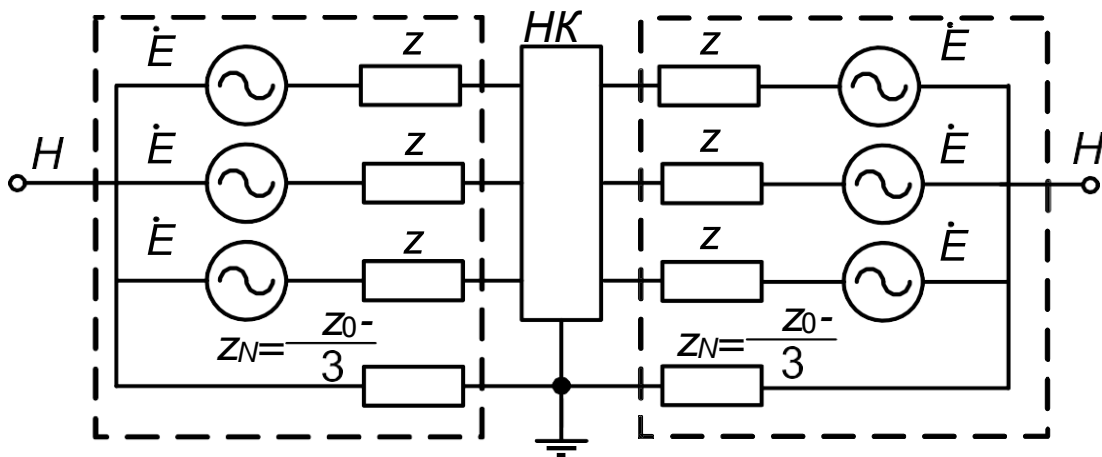 НК
Ė z z Ė
H H
Ė z z Ė
Ė z z Ė
zN=z0-/3 zN=z0-/3